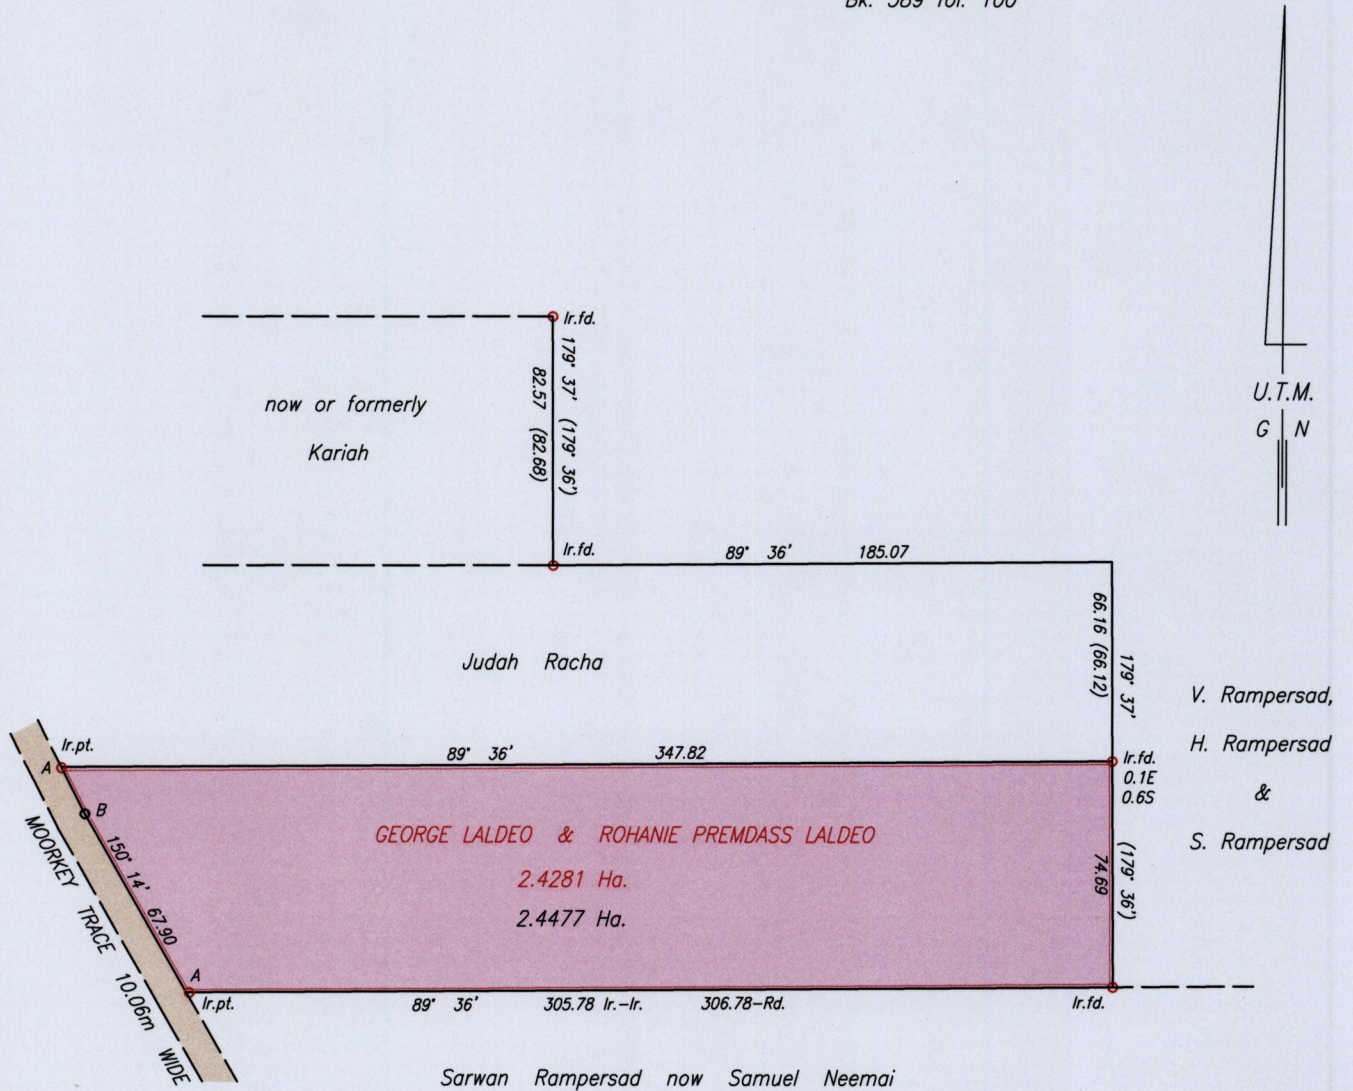 Bk. 589 fol. 100
U.T.M.
G N
Ir.fd.
179° 37' (179° 36')
82.57 (82.68)
now or formerly
Kariah
Ir.fd.
89° 36' 185.07
66.16 (66.12)
179° 37'
Judah Racha
V. Rampersad,
H. Rampersad
&
S. Rampersad
Ir.pt.
A
89° 36' 347.82
Ir.fd.
0.1E
0.6S
B
GEORGE LALDEO & ROHANIE PREMDASS LALDEO
2.4281 Ha.
2.4477 Ha.
74.69
(179° 36')
150° 14' 67.90
MOORKEY TRACE 10.06m WIDE
A
Ir.pt.
89° 36' 305.78 Ir.-Ir. 306.78-Rd.
Ir.fd.
Sarwan Rampersad now Samuel Neemai